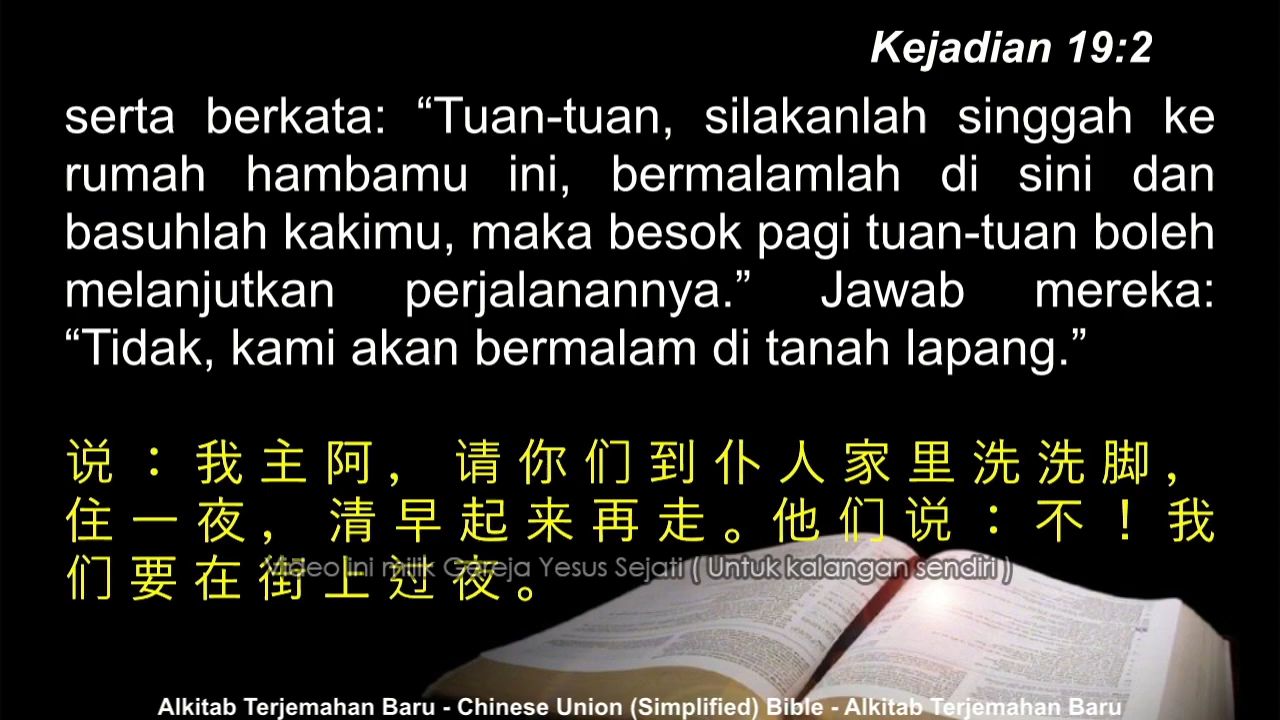 Kejadian 19:2
serta berkata: “Tuan-tuan, silakanlah singgah ke
rumah hambamu ini, bermalamlah di sini dan
basuhlah kakimu, maka besok pagi tuan-tuan boleh
melanjutkan perjalanannya.” Jawab mereka:
“Tidak, kami akan bermalam di tanah lapang.”
说：我主阿，请你们到仆人家里洗洗脚，
住一夜，清早起来再走。他们说：不！我
们要在街上过夜。
Video ini milik Gereja Yesus Sejati ( Untuk kalangan sendiri )
Alkitab Terjemahan Baru - Chinese Union (Simplified) Bible - Alkitab Terjemahan Baru